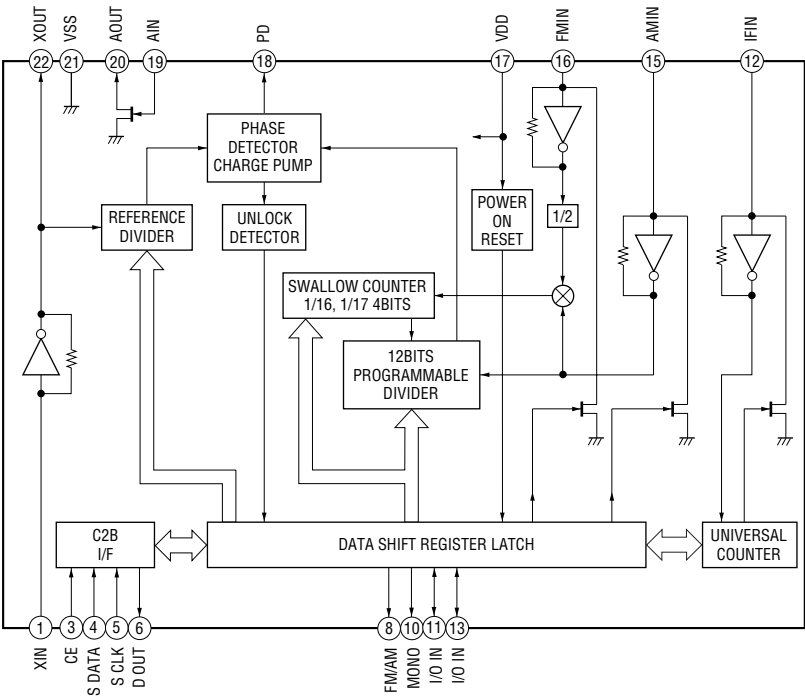 XOUT
VSS
AOUT
AIN
PD
VDD
FMIN
AMIN
IFIN
22
21
20
19
18
17
16
15
12
PHASE
DETECTOR
CHARGE PUMP
REFERENCE
DIVIDER
UNLOCK
DETECTOR
POWER
ON
RESET
1/2
SWALLOW COUNTER
1/16, 1/17 4BITS
12BITS
PROGRAMMABLE
DIVIDER
C2B
I/F
DATA SHIFT REGISTER LATCH
UNIVERSAL
COUNTER
1
3
4
5
6
8
10
11
13
XIN
CE
S DATA
S CLK
D OUT
FM/AM
MONO
I/O IN
I/O IN